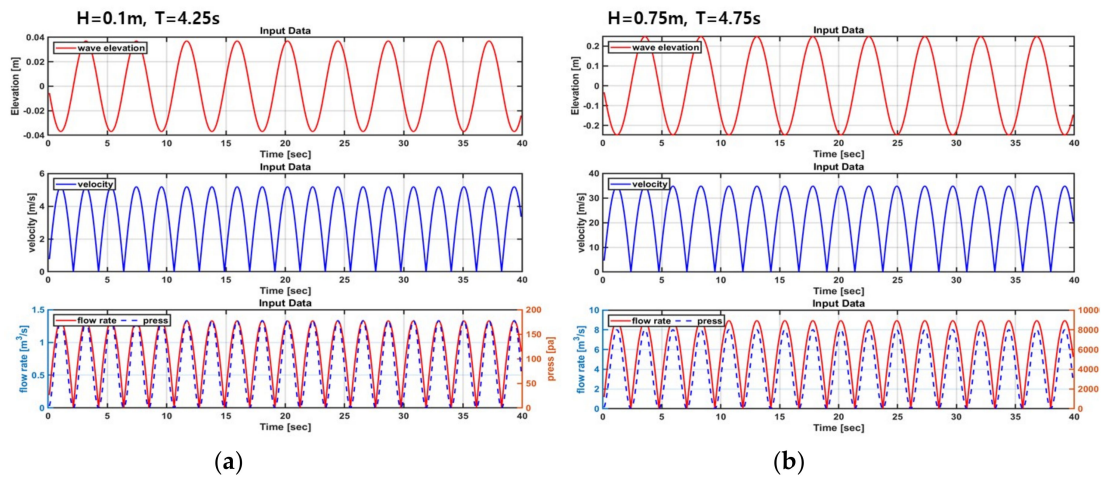 H=0.1m, T=4.25s
Input Data
wave elevation
Elevation [m]
0.04
0.02
0
-0.02
-0.04
0 5 10 15 20 25 30 35 40
Time [sec]
Input Data
velocity
velocity [m/s]
6
4
2
0
0 5 10 15 20 25 30 35 40
Time [sec]
Input Data
flow rate press
flow rate [m³/s]
1.5
1
0.5
0
press [pa]
200
150
100
50
0
0 5 10 15 20 25 30 35 40
Time [sec]
(a)
H=0.75m, T=4.75s
Input Data
wave elevation
Elevation [m]
0.2
0.1
0
-0.1
-0.2
0 5 10 15 20 25 30 35 40
Time [sec]
Input Data
velocity
velocity [m/s]
40
30
20
10
0
0 5 10 15 20 25 30 35 40
Time [sec]
Input Data
flow rate press
flow rate [m³/s]
10
8
6
4
2
0
8000
6000
4000
2000
0
0 5 10 15 20 25 30 35 40
Time [sec]
(b)